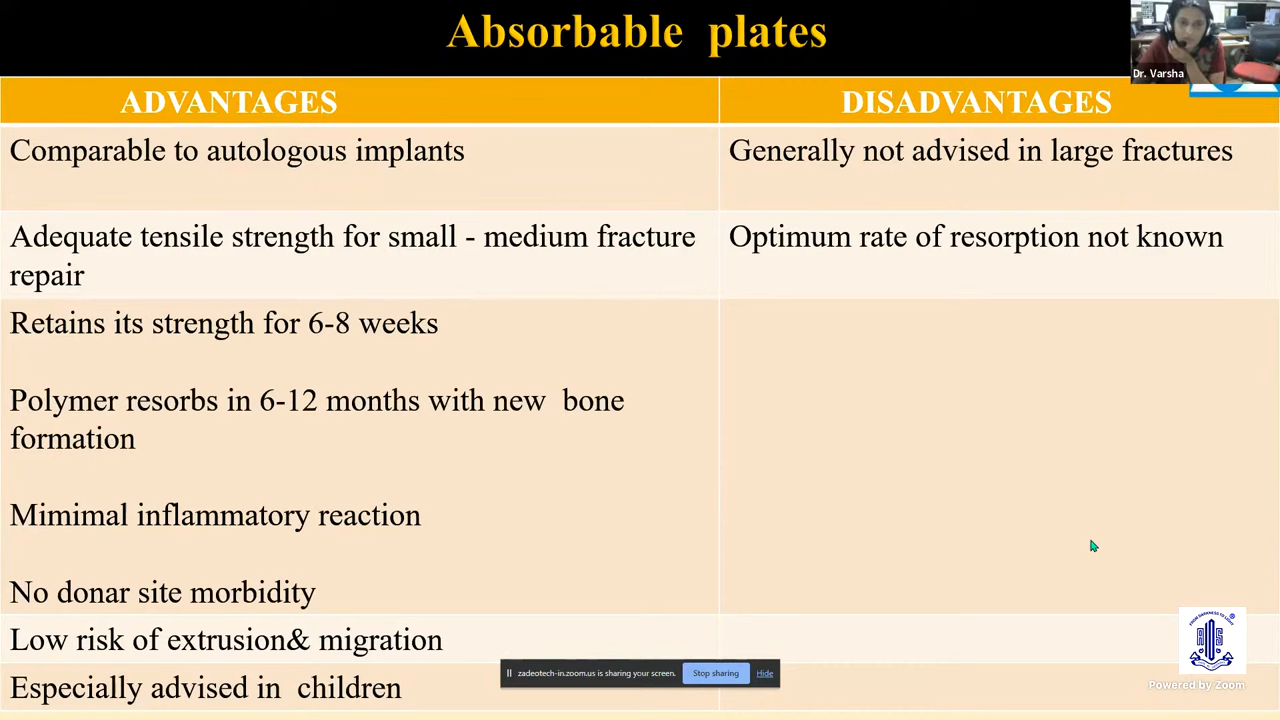 Absorbable plates
Dr. Varsha
ADVANTAGES
DISADVANTAGES
Comparable to autologous implants
Generally not advised in large fractures
Adequate tensile strength for small - medium fracture
repair
Optimum rate of resorption not known
Retains its strength for 6-8 weeks
Polymer resorbs in 6-12 months with new bone
formation
Mimimal inflammatory reaction
No donar site morbidity
Low risk of extrusion& migration
Especially advised in children
zadeotech-in.zoom.us is sharing your screen.
Stop sharing
Hide
Powered by Zoom